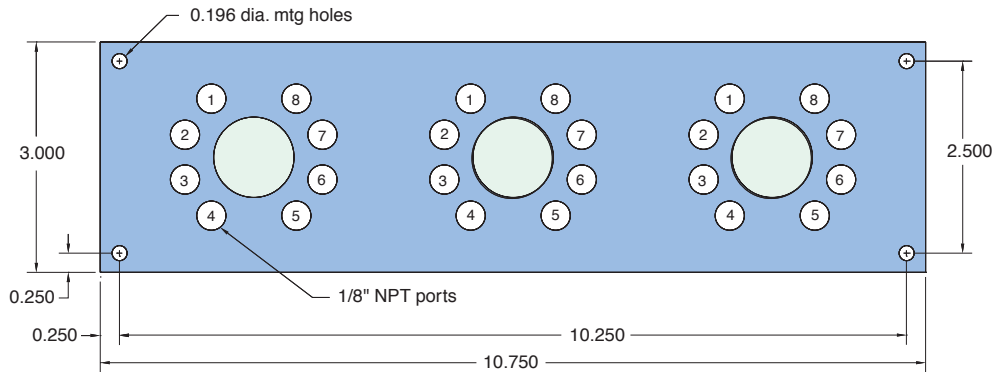 0.196 dia. mtg holes
1 8 1 8 1 8
2 7 2 7 2 7
3.000 2.500
3 6 3 6 3 6
4 5 4 5 4 5
0.250
1/8" NPT ports
0.250 10.250
10.750